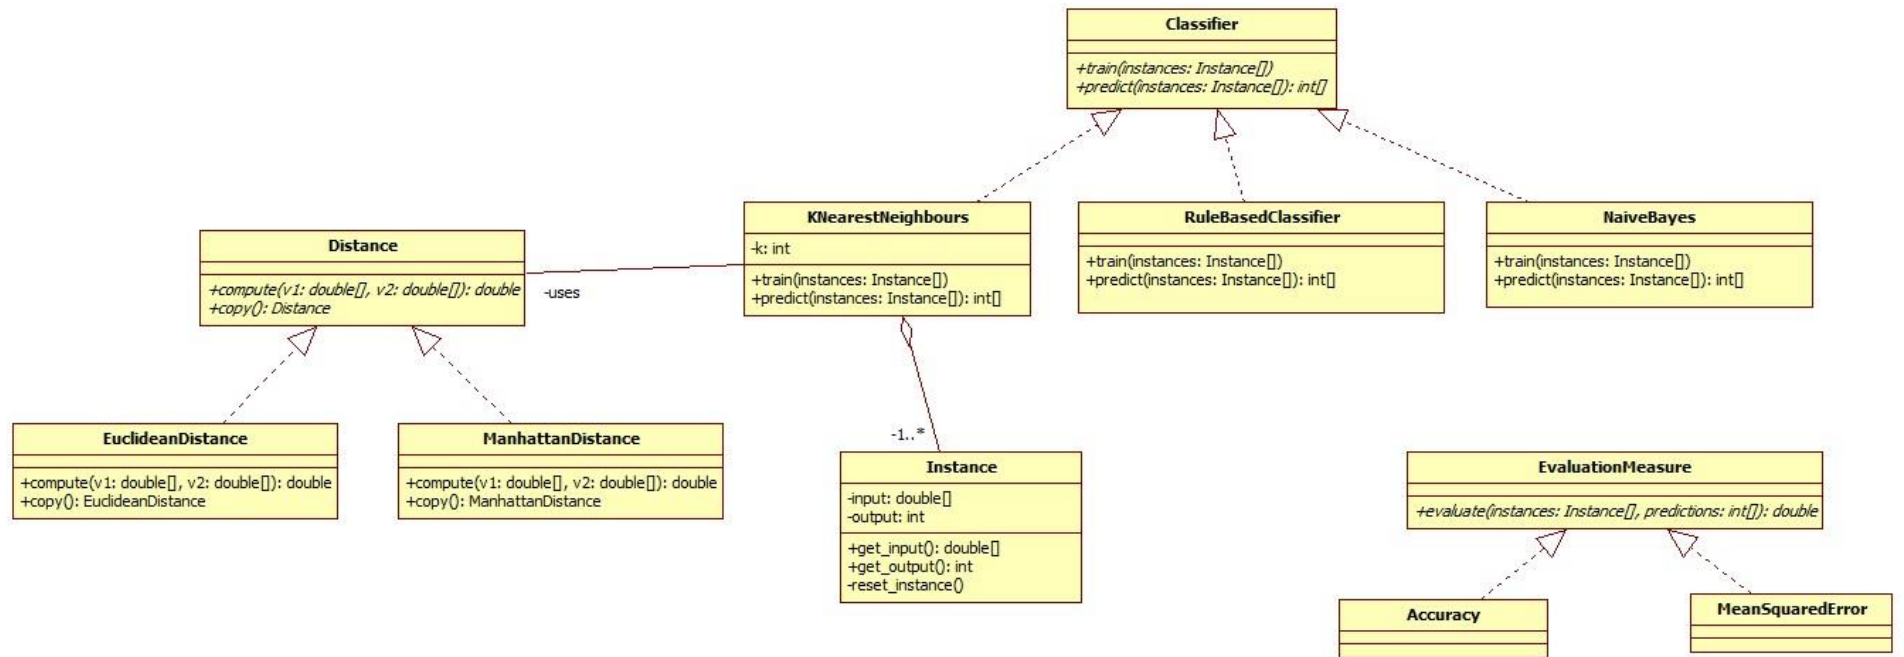 Classifier
+train(instances: Instance[])
+predict(instances: Instance[]): int[]
KNearestNeighbours
-k: int
+train(instances: Instance[])
+predict(instances: Instance[]): int[]
RuleBasedClassifier
+train(instances: Instance[])
+predict(instances: Instance[]): int[]
NaiveBayes
+train(instances: Instance[])
+predict(instances: Instance[]): int[]
Distance
+compute(v1: double[], v2: double[]): double
+copy(): Distance
-uses
EuclideanDistance
+compute(v1: double[], v2: double[]): double
+copy(): EuclideanDistance
ManhattanDistance
+compute(v1: double[], v2: double[]): double
+copy(): ManhattanDistance
-1..*
Instance
-input: double[]
-output: int
+get_input(): double[]
+get_output(): int
-reset_instance()
EvaluationMeasure
+evaluate(instances: Instance[], predictions: int[]): double
Accuracy
MeanSquaredError